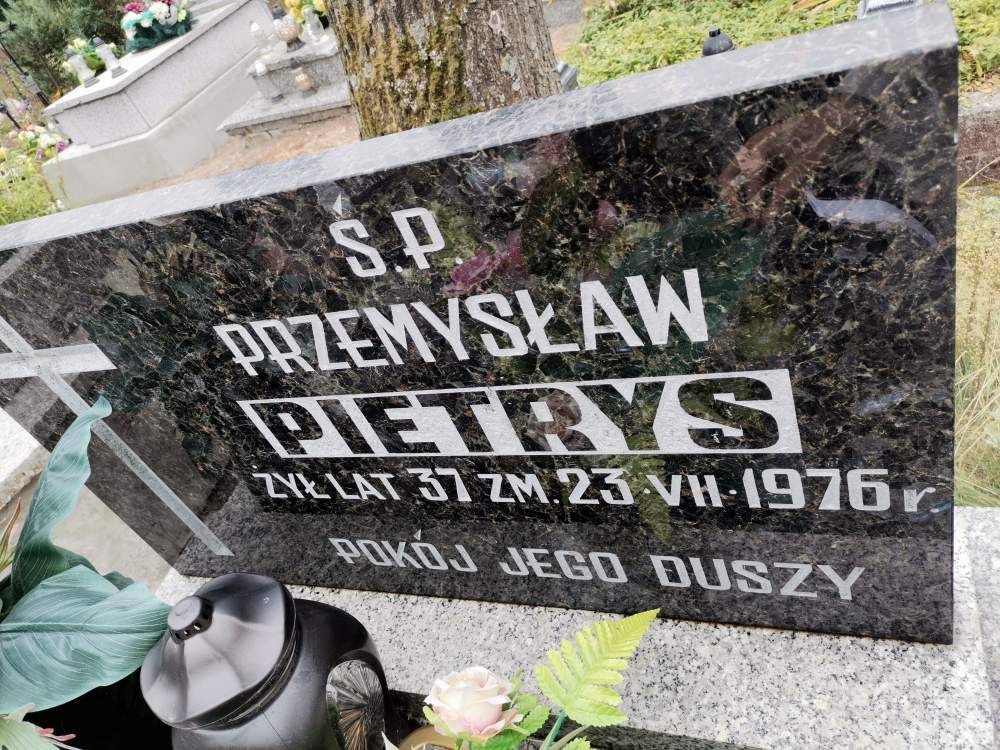 Ś.P.
PRZEMYSŁAW
PIETRYS
ŻYŁ LAT 37 ZM. 23·VII·1976 r.
POKÓJ JEGO DUSZY